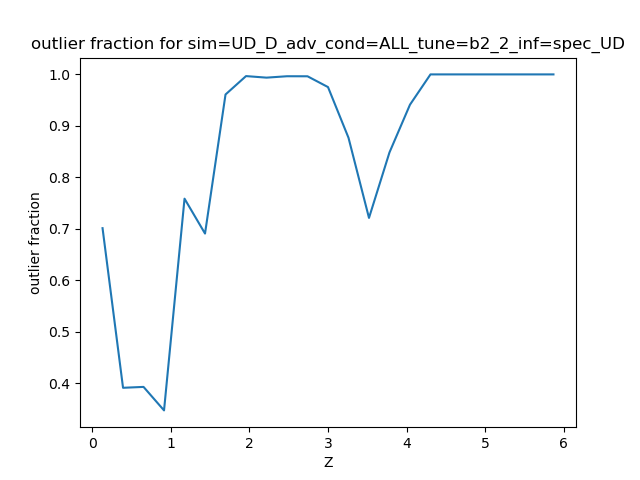 outlier fraction for sim=UD_D_adv_cond=ALL_tune=b2_2_inf=spec_UD
1.0
0.9
0.8
0.7
0.6
0.5
0.4
outlier fraction
0 1 2 3 4 5 6
Z